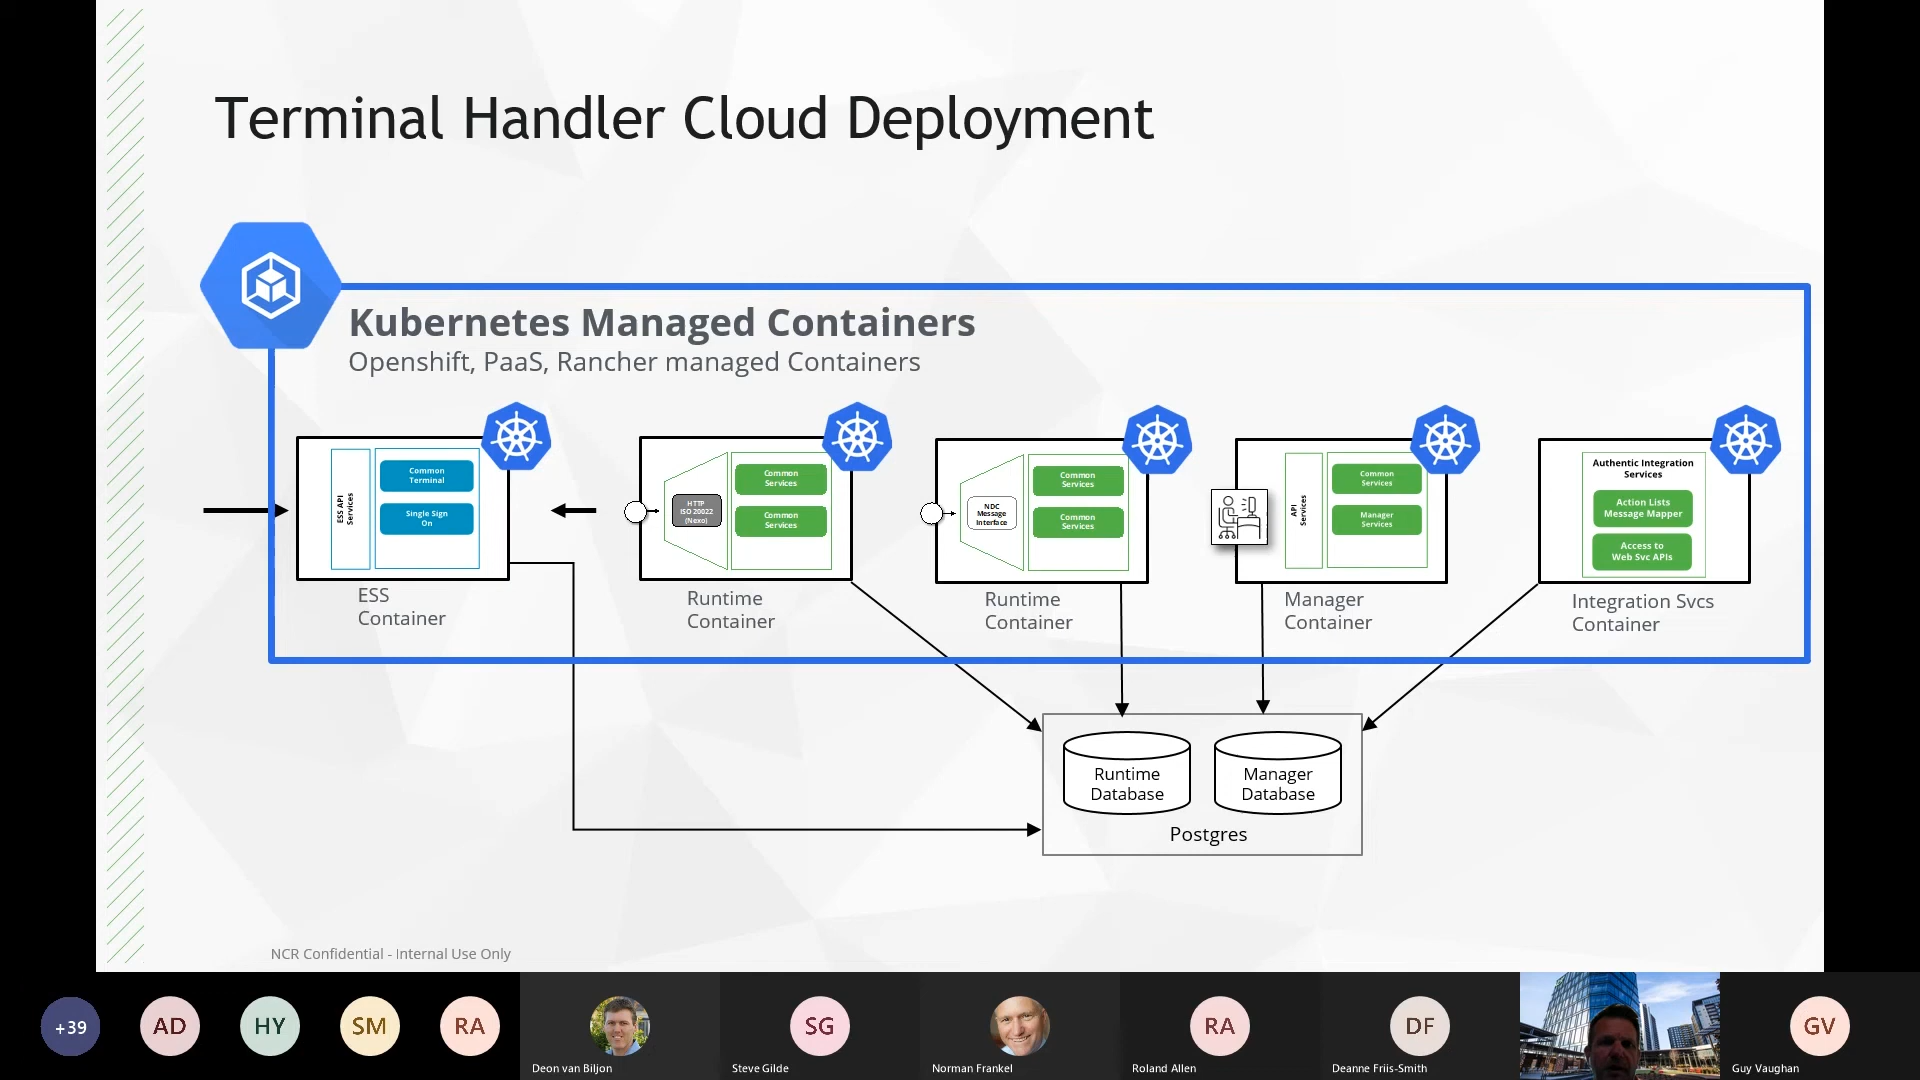 Terminal Handler Cloud Deployment
Kubernetes Managed Containers
Openshift, PaaS, Rancher managed Containers
ESS API
Services
Common
Terminal
Single Sign
On
ESS
Container
HTTP
ISO 20022
(Nexo)
Common
Services
Common
Services
Runtime
Container
NDC
Message
Interface
Common
Services
Common
Services
Runtime
Container
API
Services
Common
Services
Manager
Services
Manager
Container
Authentic Integration
Services
Action Lists
Message Mapper
Access to
Web Svc APIs
Integration Svcs
Container
Runtime
Database
Manager
Database
Postgres
NCR Confidential - Internal Use Only
+39
AD
HY
SM
RA
Deon van Biljon
SG
Steve Gilde
Norman Frankel
RA
Roland Allen
DF
Deanne Friis-Smith
GV
Guy Vaughan